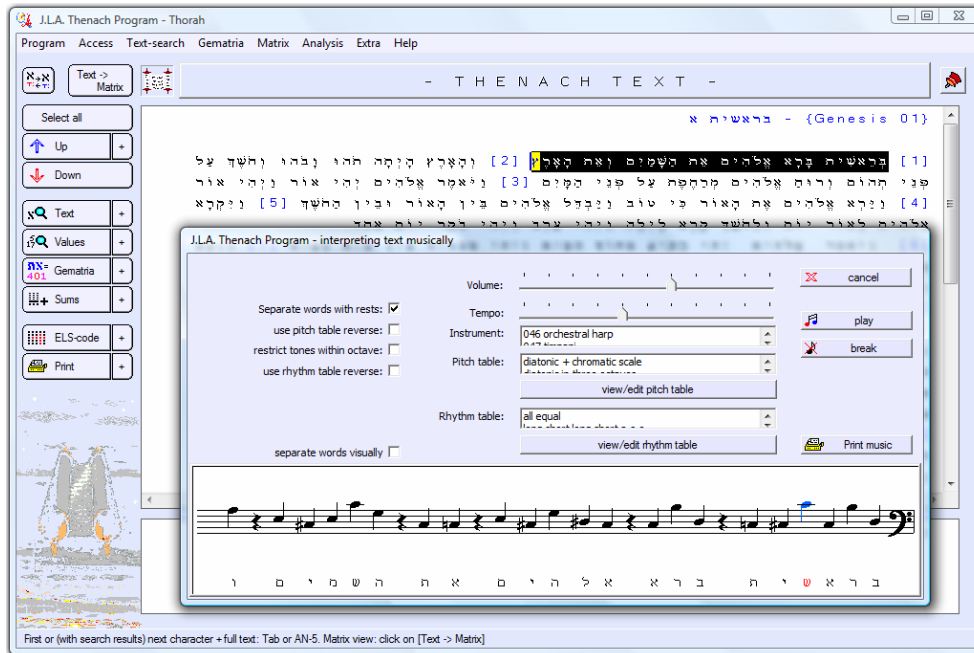 J.L.A. Thenach Program - Thorah
Program Access Text-search Gematria Matrix Analysis Extra Help
Text -> Matrix
- THENACH TEXT -
Select all
Up +
Down
Text +
Values +
Gematria +
401
Sums +
ELS-code +
Print +
בראשית א - {Genesis 01}
[1] בְּרֵאשִׁית בָּרָא אֱלֹהִים אֵת הַשָּׁמַיִם וְאֵת הָאָרֶץ [2] וְהָאָרֶץ הָיְתָה תֹהוּ וָבֹהוּ וְחֹשֶׁךְ עַל
פְּנֵי תְהוֹם וְרוּחַ אֱלֹהִים מְרַחֶפֶת עַל פְּנֵי הַמָּיִם [3] וַיֹּאמֶר אֱלֹהִים יְהִי אוֹר וַיְהִי אוֹר
[4] וַיַּרְא אֱלֹהִים אֶת הָאוֹר כִּי טוֹב וַיַּבְדֵּל אֱלֹהִים בֵּין הָאוֹר וּבֵין הַחֹשֶׁךְ [5] וַיִּקְרָא
J.L.A. Thenach Program - interpreting text musically
Separate words with rests:
use pitch table reverse:
restrict tones within octave:
use rhythm table reverse:
separate words visually
Volume:
Tempo:
Instrument: 046 orchestral harp
Pitch table: diatonic + chromatic scale
view/edit pitch table
Rhythm table: all equal
view/edit rhythm table
cancel
play
break
Print music
ב ר א ש י ת ב ר א א ל ה י ם א ת ה ש מ י ם ו
First or (with search results) next character + full text: Tab or AN-5. Matrix view: click on [Text -> Matrix]